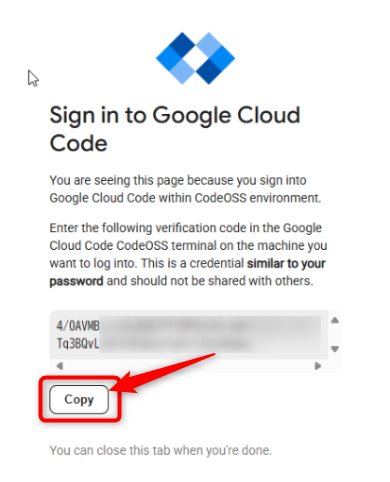 Sign in to Google Cloud
Code
You are seeing this page because you sign into
Google Cloud Code within CodeOSS environment.
Enter the following verification code in the Google
Cloud Code CodeOSS terminal on the machine you
want to log into. This is a credential similar to your
password and should not be shared with others.
4/0AVMB
Tq3BQvL
Copy
You can close this tab when you're done.